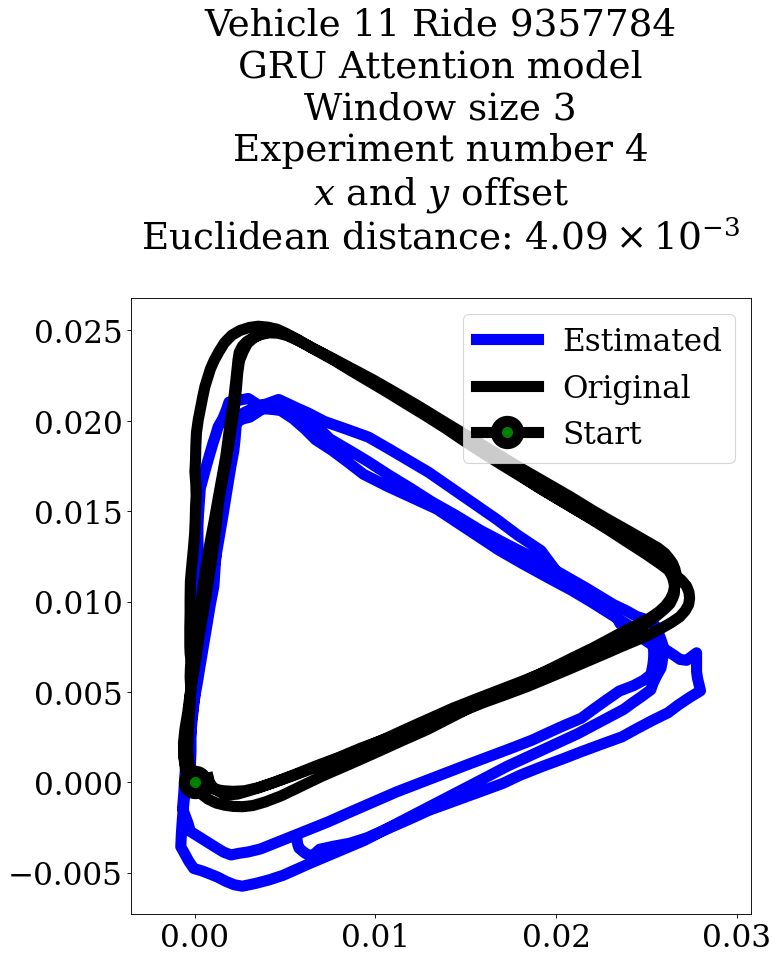 Vehicle 11 Ride 9357784
GRU Attention model
Window size 3
Experiment number 4
x and y offset
Euclidean distance: 4.09 × 10⁻³
Estimated
Original
Start
0.025
0.020
0.015
0.010
0.005
0.000
−0.005
0.00 0.01 0.02 0.03